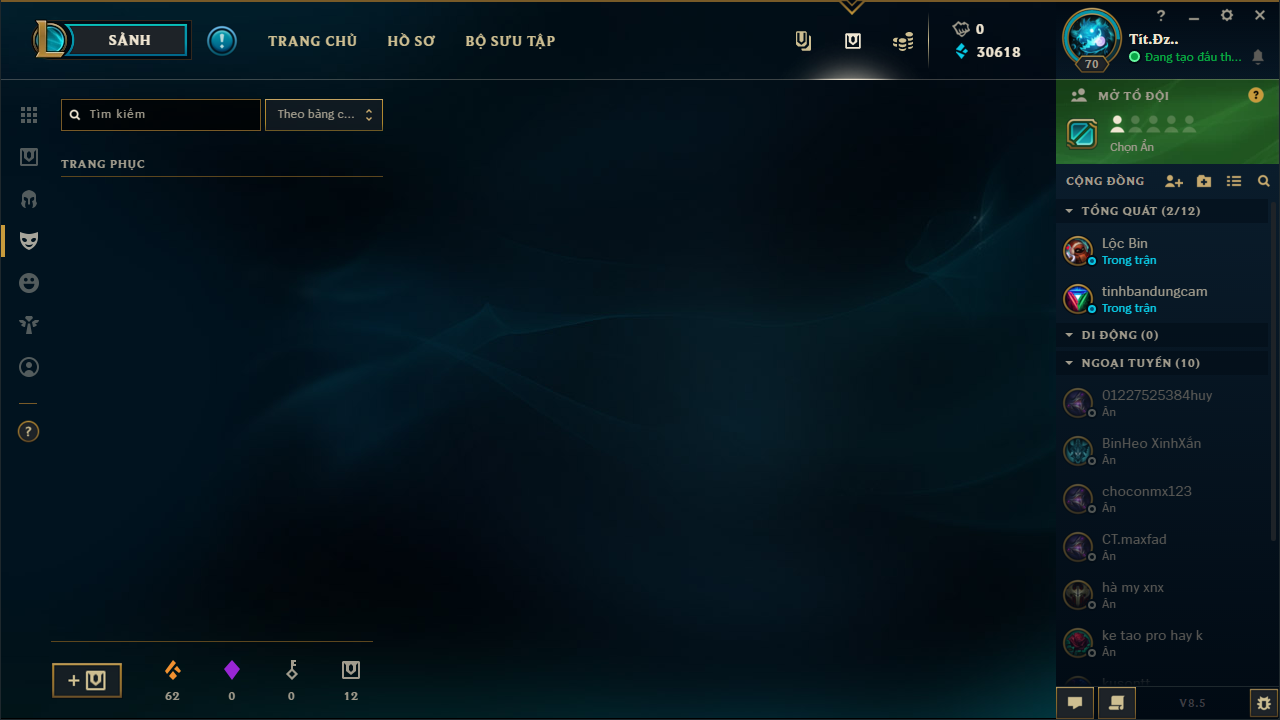 SẢNH
TRANG CHỦ
HỒ SƠ
BỘ SƯU TẬP
0
30618
?
Tít.Đz..
Đang tạo đấu th...
70
Tìm kiếm
Theo bảng c...
TRANG PHỤC
?
62
0
0
12
MỞ TỔ ĐỘI
?
Chọn Ẩn
CỘNG ĐỒNG
TỔNG QUÁT (2/12)
Lộc Bin
Trong trận
tinhbandungcam
Trong trận
DI ĐỘNG (0)
NGOẠI TUYẾN (10)
01227525384huy
Ẩn
BinHeo XinhXắn
Ẩn
choconmx123
Ẩn
CT.maxfad
Ẩn
hà my xnx
Ẩn
ke tao pro hay k
Ẩn
V8.5